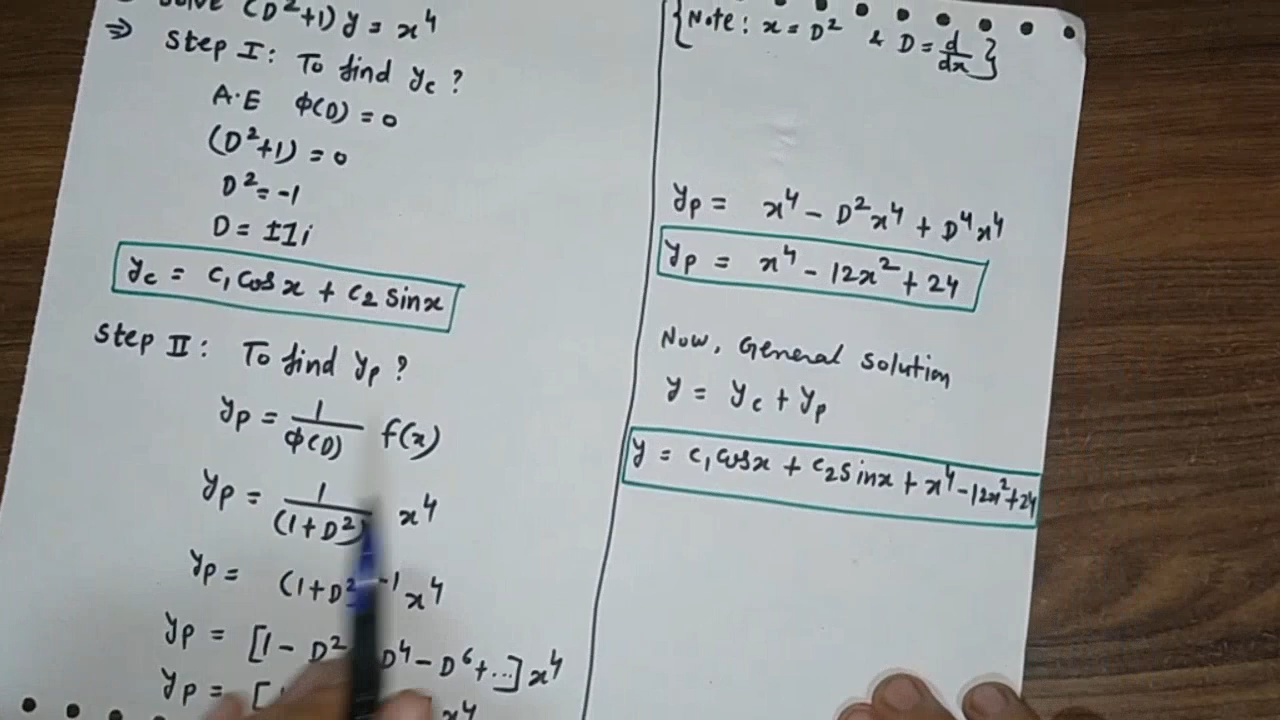 Solve (D²+1) y = x⁴
⇒ Step I : To find y_c ?
A.E φ(D) = 0
(D²+1) = 0
D² = -1
D = ±1i
y_c = c₁ cos x + c₂ sin x
Step II : To find y_p ?
y_p = 1/φ(D) f(x)
y_p = 1/(1+D²) x⁴
y_p = (1+D² ⁻¹ x⁴
y_p = [1 - D² D⁴ - D⁶ + ...] x⁴
y_p = [ x⁴
{Note : x = D² & D = d/dx}
y_p = x⁴ - D²x⁴ + D⁴x⁴
y_p = x⁴ - 12x² + 24
Now, General solution
y = y_c + y_p
y = c₁ cos x + c₂ sin x + x⁴ - 12x² + 24